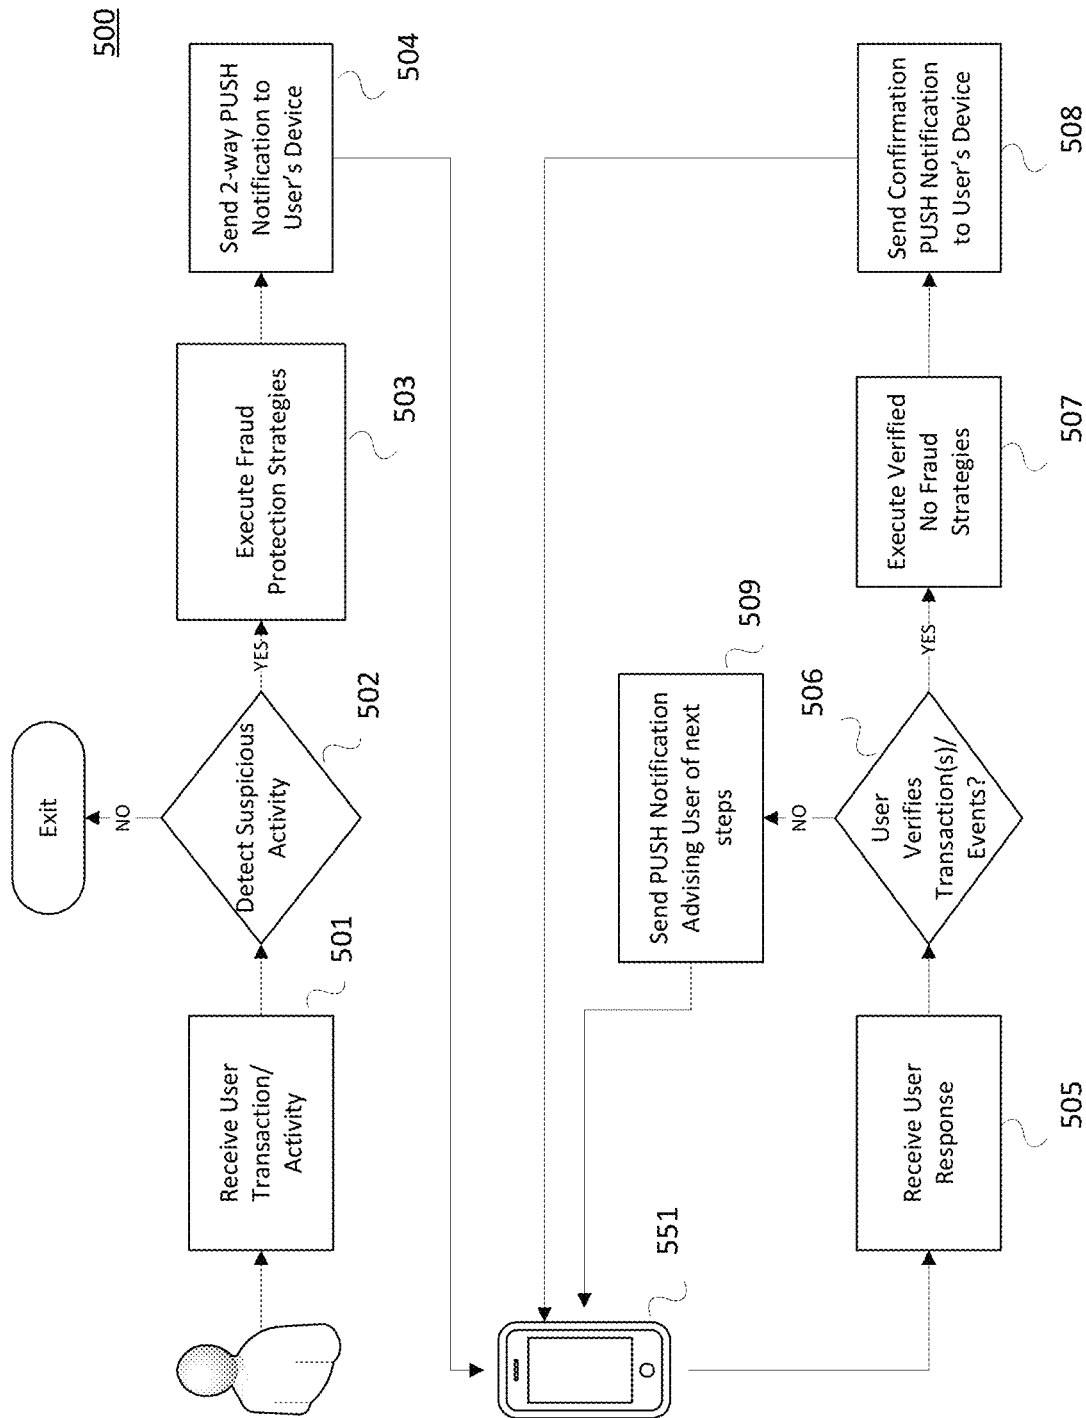 500
Receive User
Transaction/
Activity
501
Detect Suspicious
Activity
502
NO
Exit
YES
Execute Fraud
Protection Strategies
503
Send 2-way PUSH
Notification to
User's Device
504
551
Receive User
Response
505
User
Verifies
Transaction(s)/
Events?
506
NO
Send PUSH Notification
Advising User of next
steps
509
YES
Execute Verified
No Fraud
Strategies
507
Send Confirmation
PUSH Notification
to User's Device
508